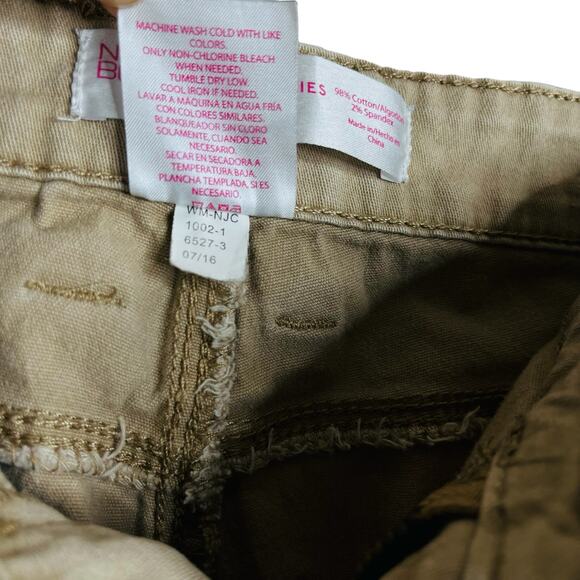 MACHINE WASH COLD WITH LIKE
COLORS.
ONLY NON-CHLORINE BLEACH
WHEN NEEDED.
TUMBLE DRY LOW.
COOL IRON IF NEEDED.
LAVAR A MÁQUINA EN AGUA FRÍA
CON COLORES SIMILARES.
BLANQUEADOR SIN CLORO
SOLAMENTE, CUANDO SEA
NECESARIO.
SECAR EN SECADORA A
TEMPERATURA BAJA.
PLANCHA TEMPLADA, SI ES
NECESARIO.
WM-NJC
1002-1
6527-3
07/16
98% Cotton/Algodón
2% Spandex
Made in/Hecho en
China